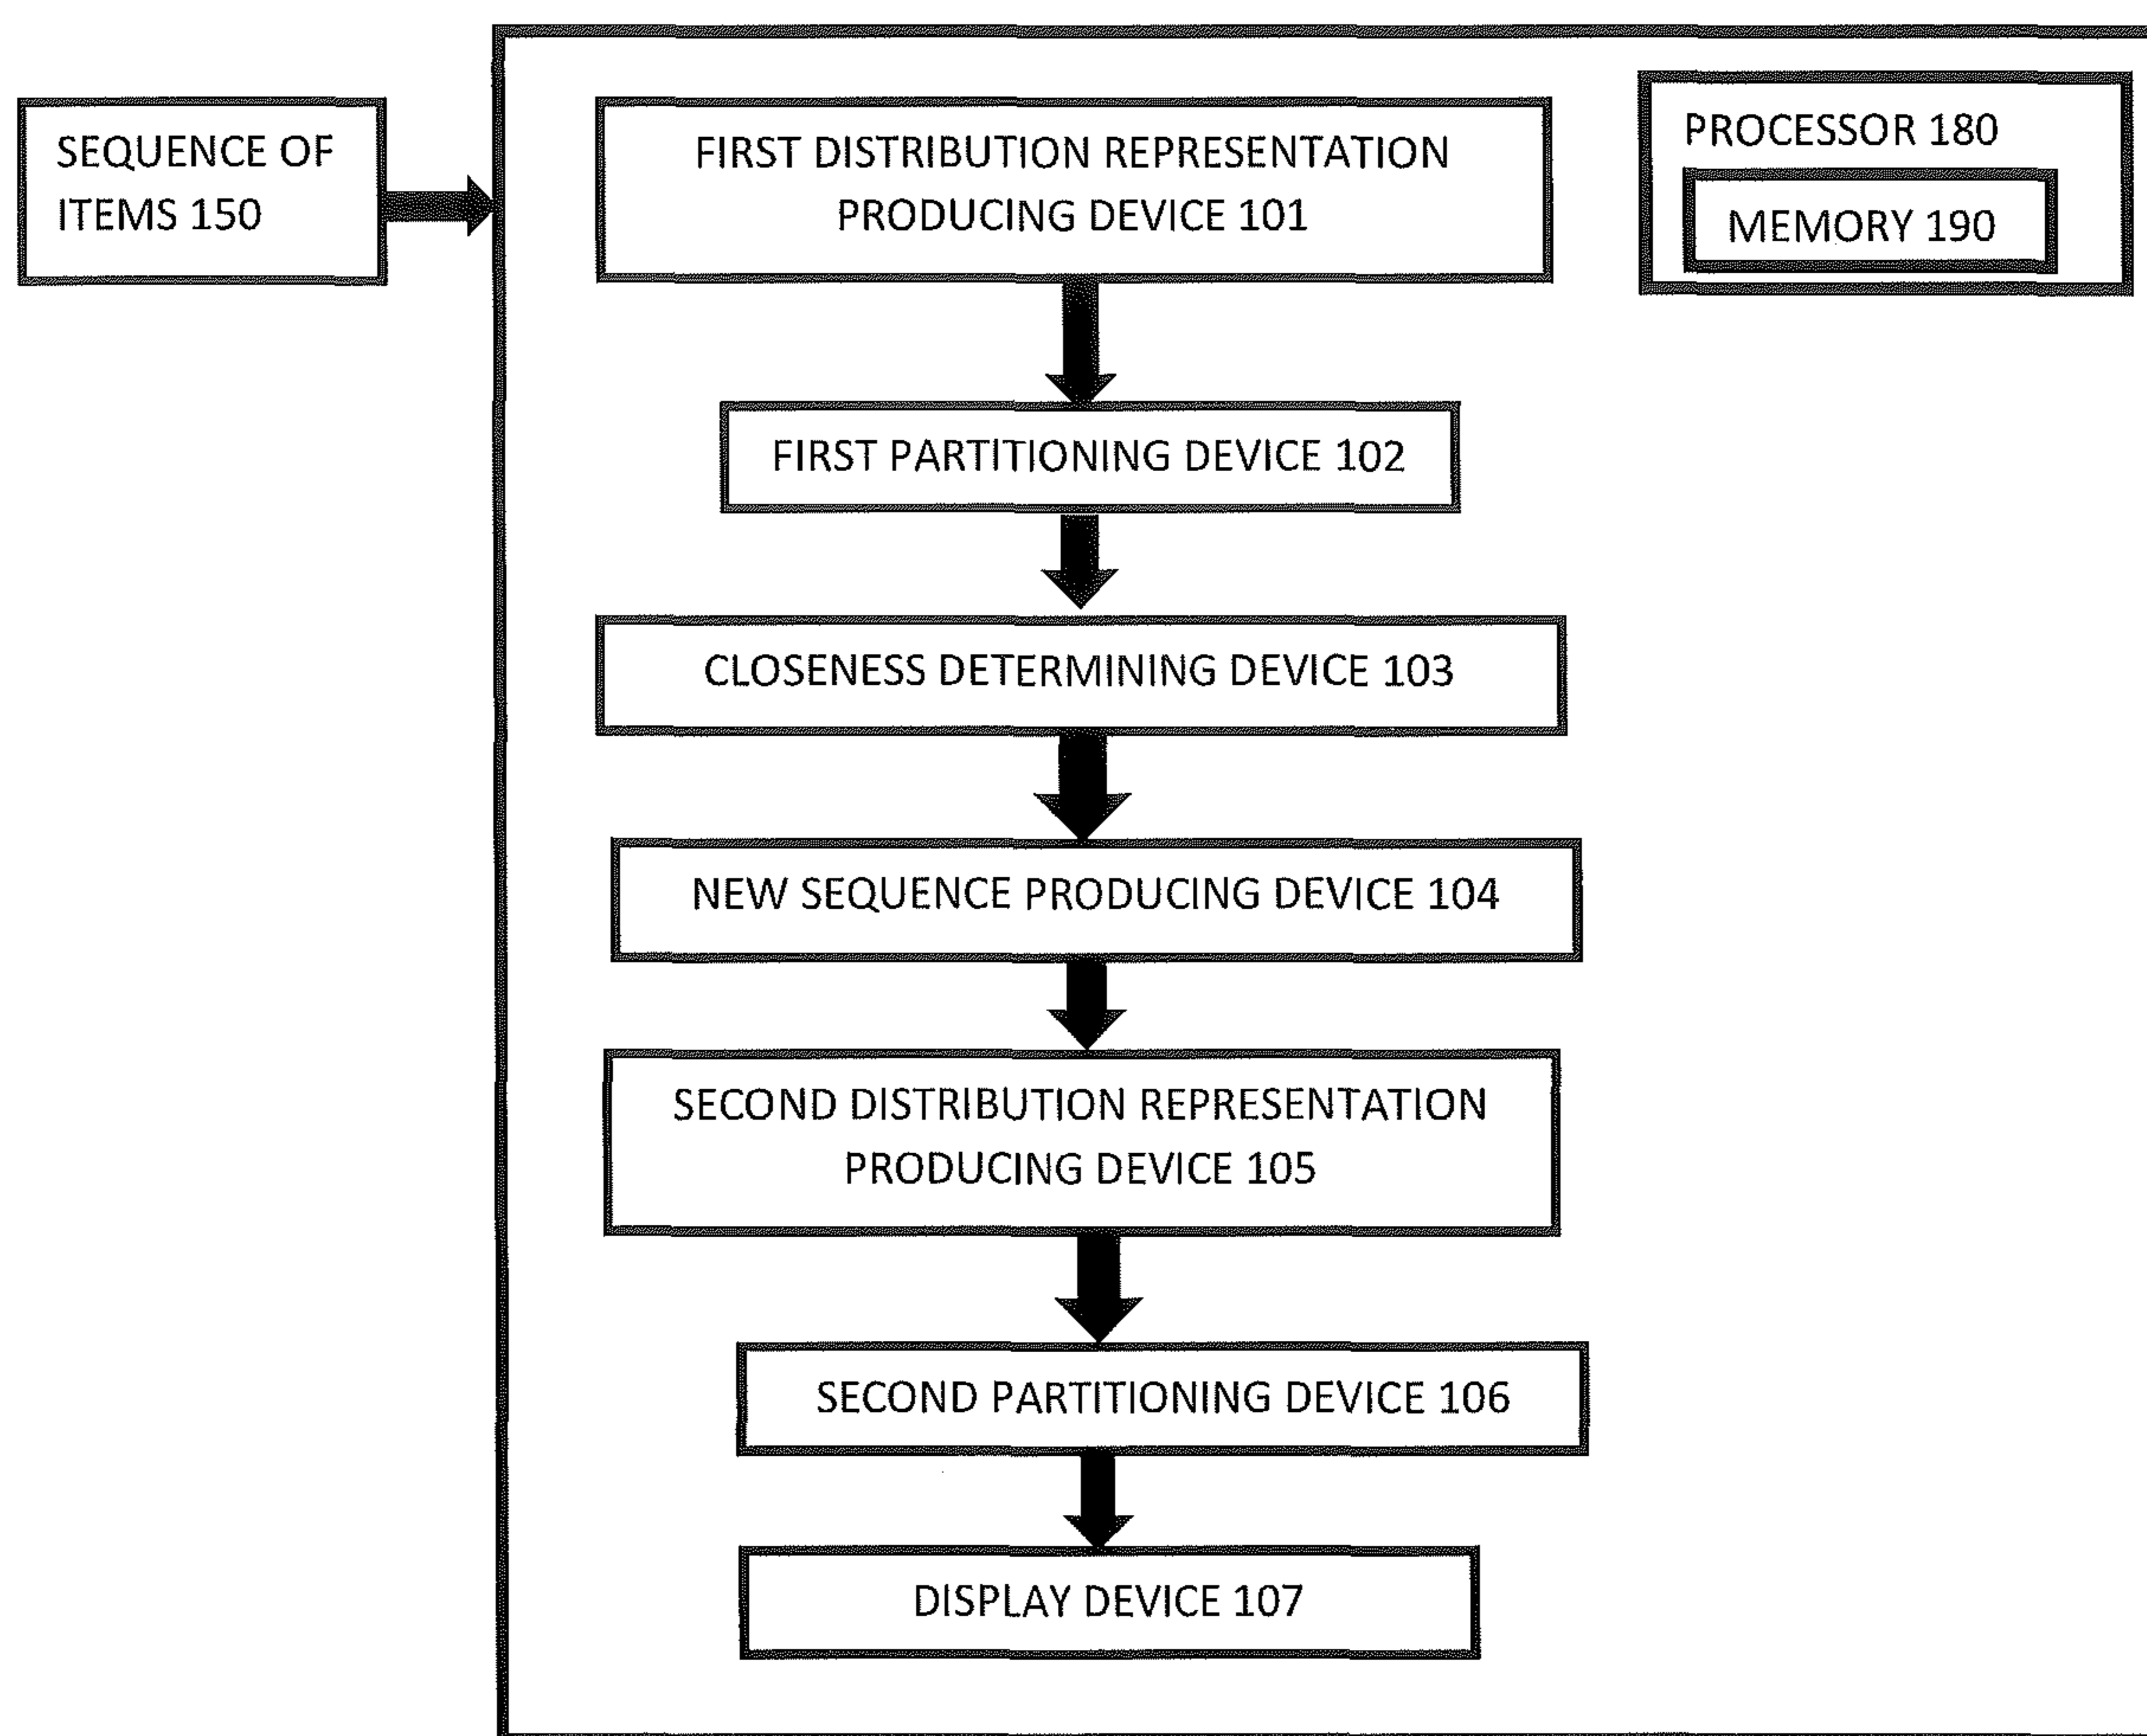 SEQUENCE OF
ITEMS 150
FIRST DISTRIBUTION REPRESENTATION
PRODUCING DEVICE 101
PROCESSOR 180
MEMORY 190
FIRST PARTITIONING DEVICE 102
CLOSENESS DETERMINING DEVICE 103
NEW SEQUENCE PRODUCING DEVICE 104
SECOND DISTRIBUTION REPRESENTATION
PRODUCING DEVICE 105
SECOND PARTITIONING DEVICE 106
DISPLAY DEVICE 107